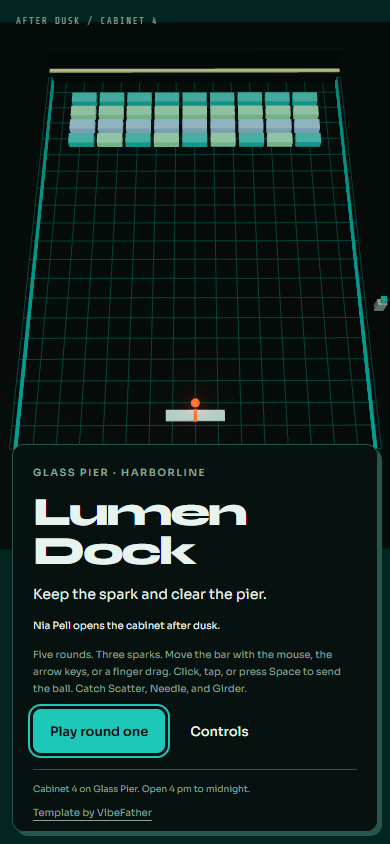 AFTER DUSK / CABINET 4
GLASS PIER · HARBORLINE
Lumen
Dock
Keep the spark and clear the pier.
Nia Pell opens the cabinet after dusk.
Five rounds. Three sparks. Move the bar with the mouse, the
arrow keys, or a finger drag. Click, tap, or press Space to send
the ball. Catch Scatter, Needle, and Girder.
Play round one
Controls
Cabinet 4 on Glass Pier. Open 4 pm to midnight.
Template by VibeFather